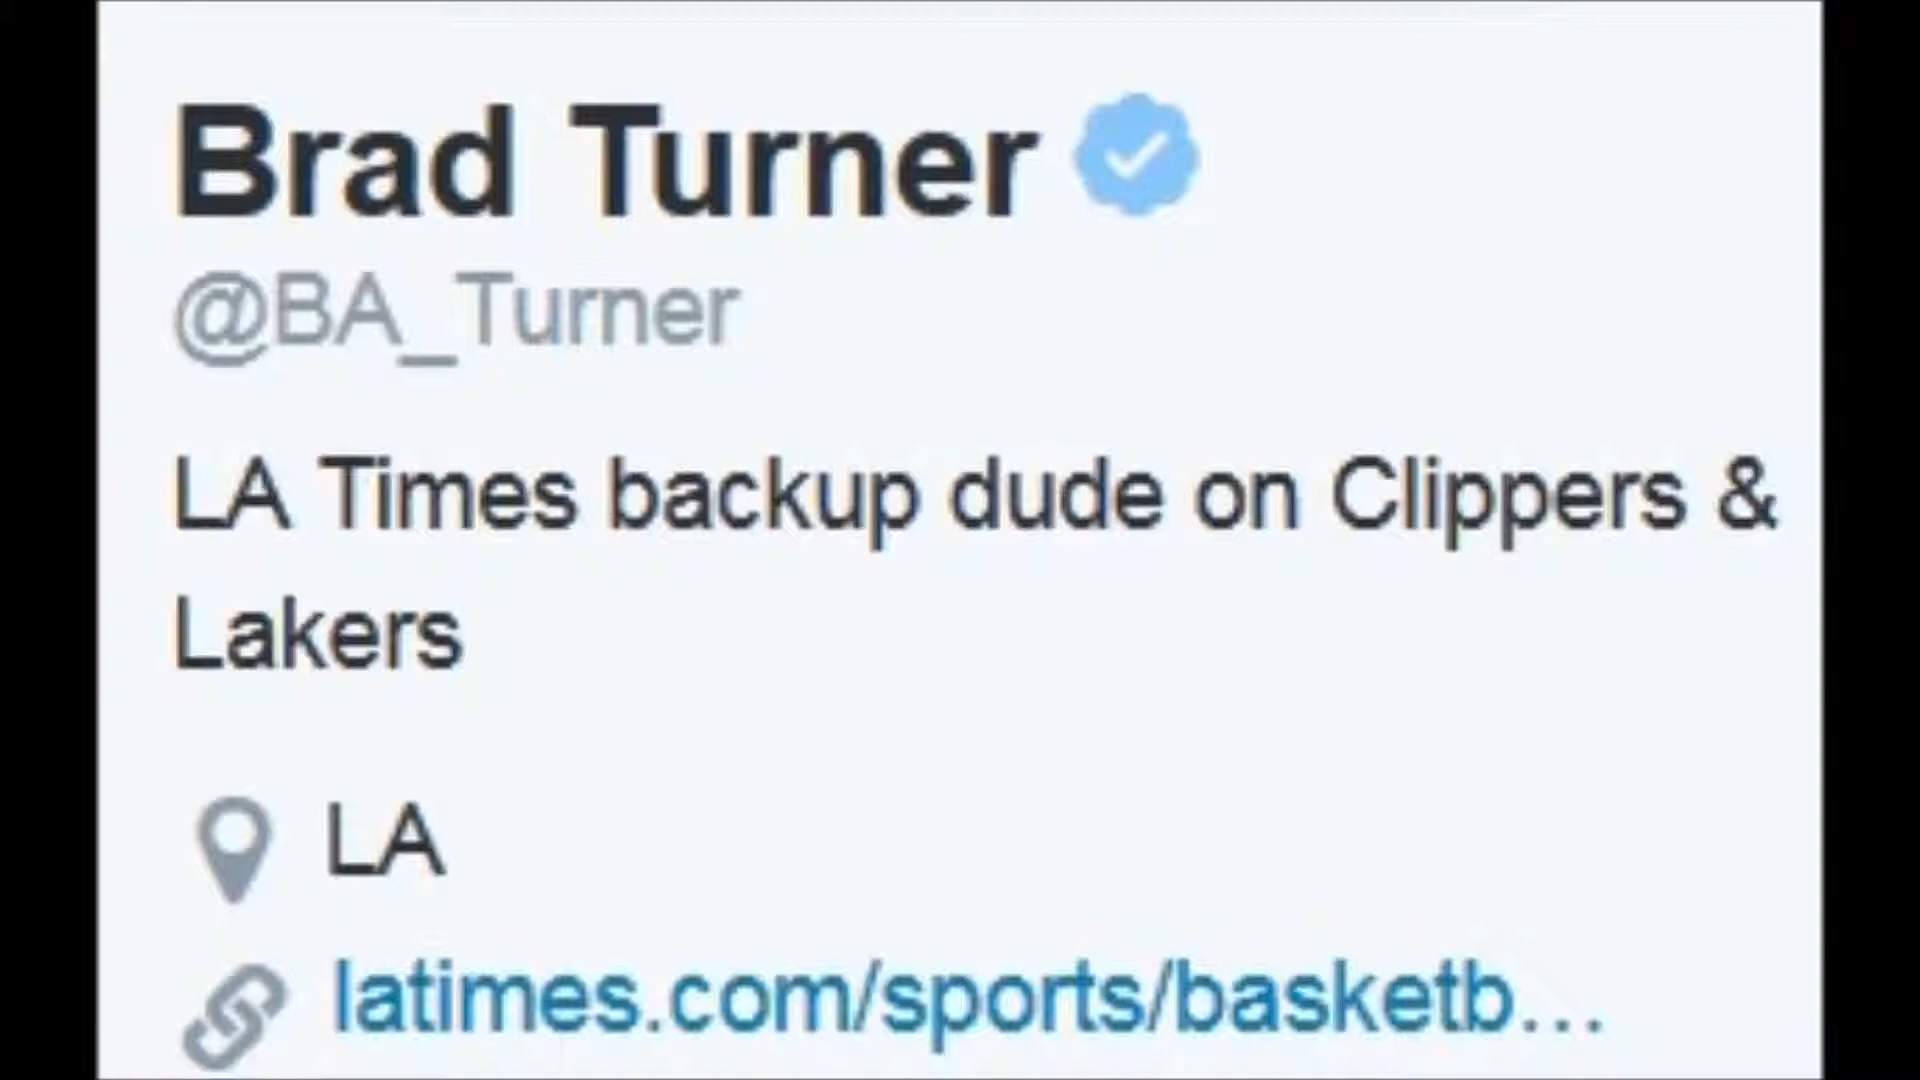 Brad Turner
@BA_Turner
LA Times backup dude on Clippers &
Lakers
LA
latimes.com/sports/basketb...